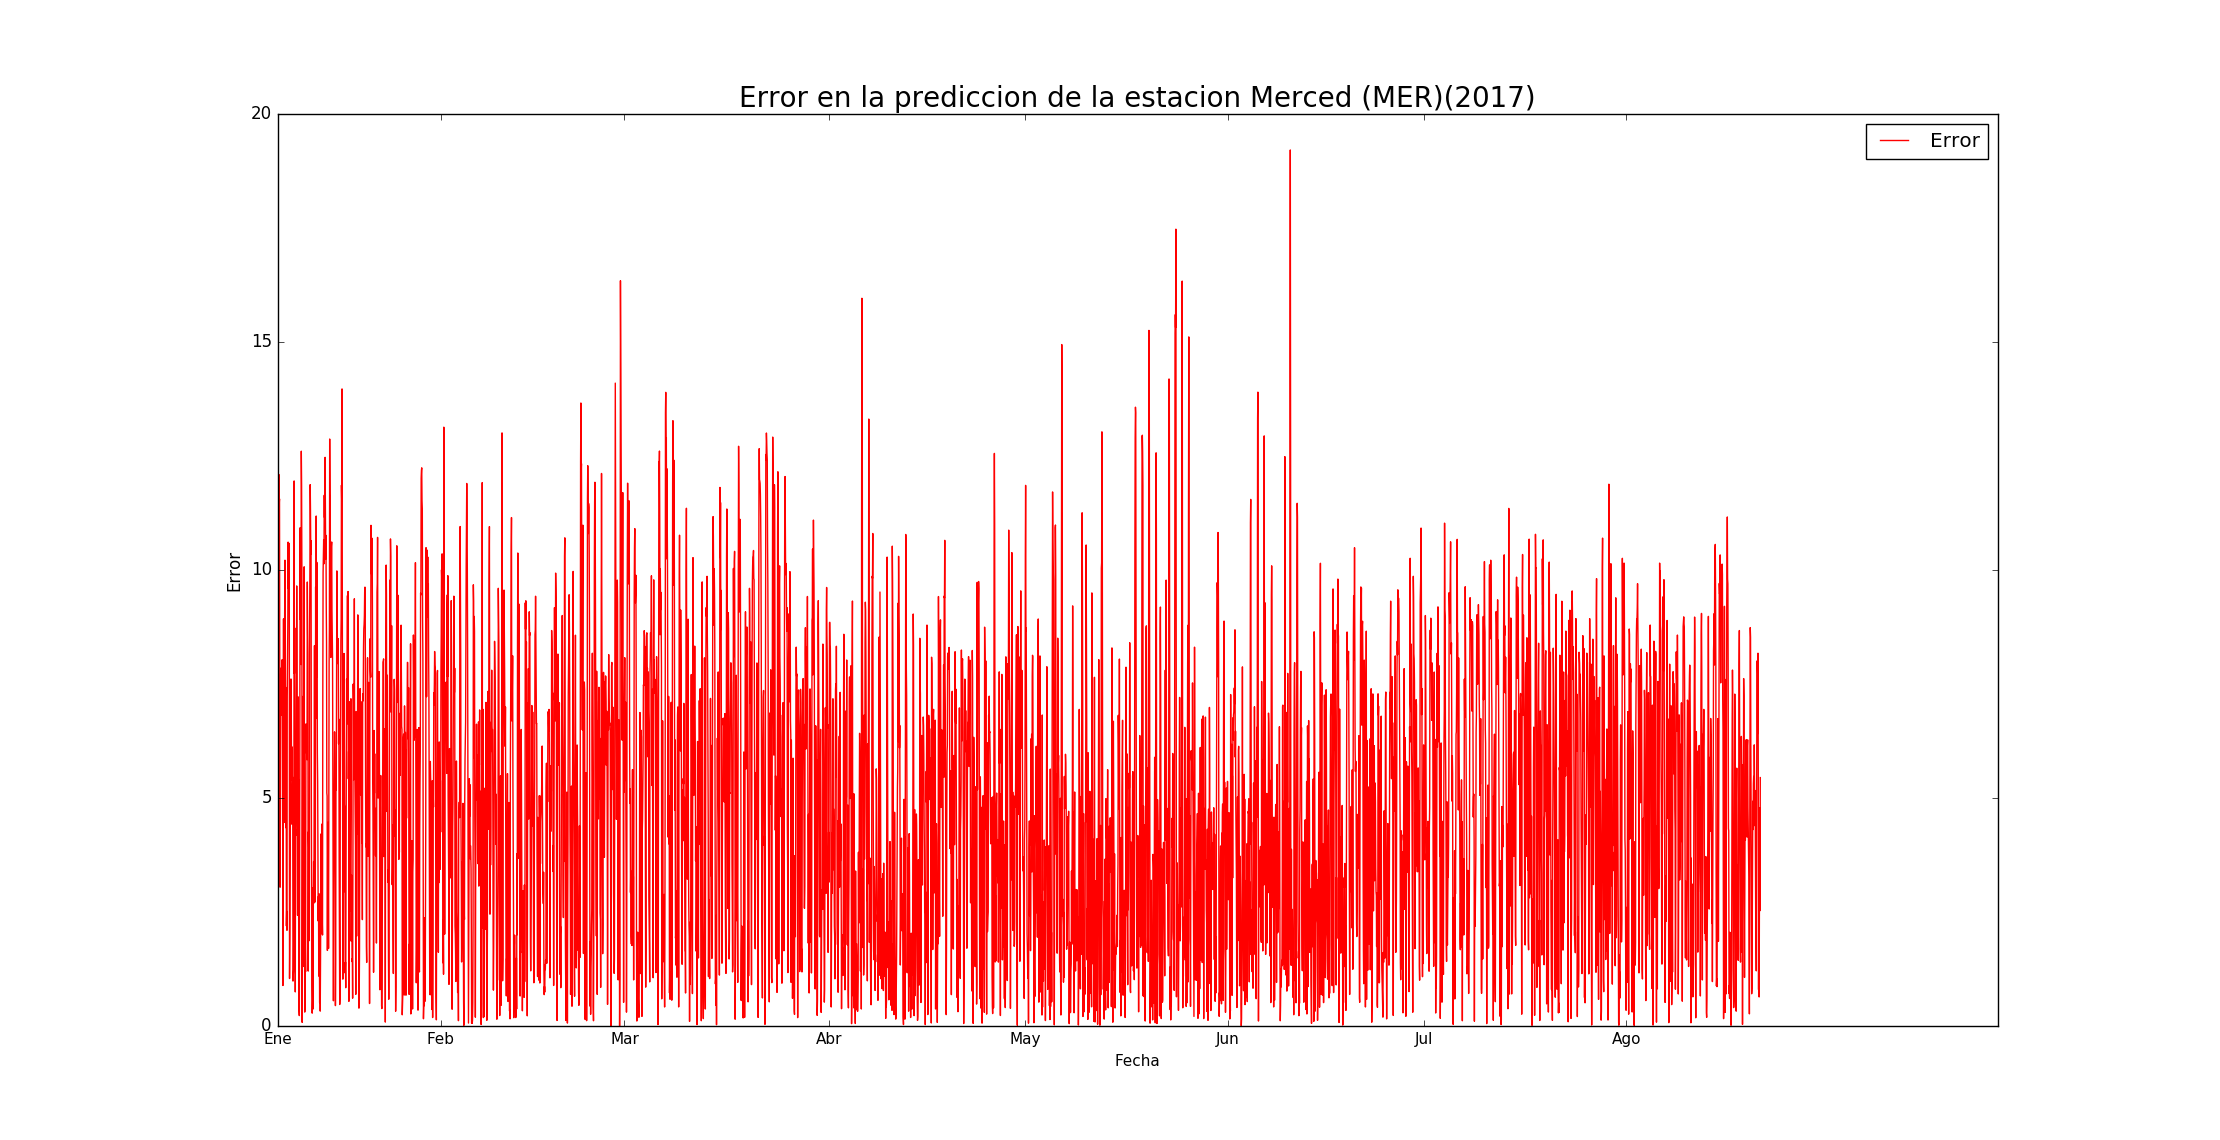 Error en la prediccion de la estacion Merced (MER)(2017)
Error
20
15
10
5
0
Error
Ene Feb Mar Abr May Jun Jul Ago
Fecha